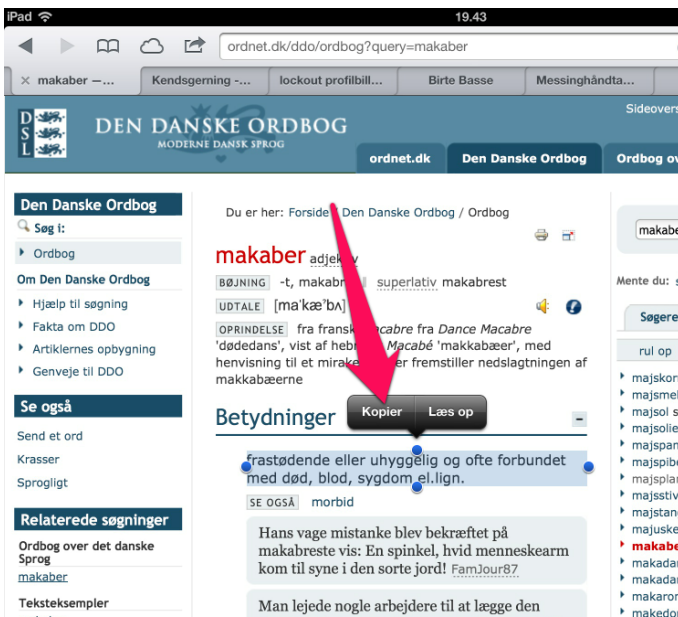 iPad 19.43
ordnet.dk/ddo/ordbog?query=makaber
× makaber —... Kendsgerning -... lockout profilbill... Birte Basse Messinghåndta...
D
S
L
DEN DANSKE ORDBOG
MODERNE DANSK SPROG
Sideovers
ordnet.dk Den Danske Ordbog Ordbog ov
Den Danske Ordbog
Søg i:
Ordbog
Om Den Danske Ordbog
Hjælp til søgning
Fakta om DDO
Artiklernes opbygning
Genveje til DDO
Se også
Send et ord
Krasser
Sprogligt
Relaterede søgninger
Ordbog over det danske
Sprog
makaber
Teksteksempler
Du er her: Forside / Den Danske Ordbog / Ordbog
makaber
BØJNING -t, superlativ makabrest
UDTALE
OPRINDELSE fra fransk fra Dance Macabre
'dødedans', vist af Macabé 'makkabæer', med
henvisning til et fremstiller nedslagtningen af
makkabæerne
Betydninger
Kopier Læs op
frastødende eller uhyggelig og ofte forbundet
med død, blod, sygdom el.lign.
SE OGSÅ morbid
Hans vage mistanke blev bekræftet på
makabreste vis: En spinkel, hvid menneskearm
kom til syne i den sorte jord! FamJour87
Man lejede nogle arbejdere til at lægge den
makabe
Mente du:
Søgere
rul op
majskor
majsmel
majsol s
majsolie
majspan
majspibe
majsplan
majsstiv
majstan
majuske
makabe
makadar
makadar
makaron
makedon